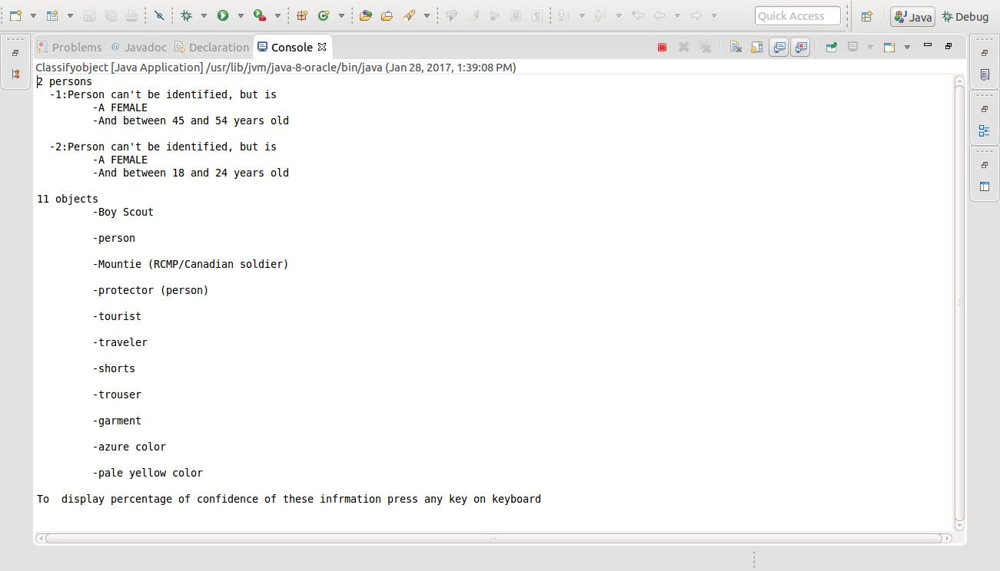 Quick Access
Java
Debug
Problems
@ Javadoc
Declaration
Console
Classifyobject [Java Application] /usr/lib/jvm/java-8-oracle/bin/java (Jan 28, 2017, 1:39:08 PM)
2 persons
-1:Person can't be identified, but is
-A FEMALE
-And between 45 and 54 years old
-2:Person can't be identified, but is
-A FEMALE
-And between 18 and 24 years old
11 objects
-Boy Scout
-person
-Mountie (RCMP/Canadian soldier)
-protector (person)
-tourist
-traveler
-shorts
-trouser
-garment
-azure color
-pale yellow color
To  display percentage of confidence of these infrmation press any key on keyboard